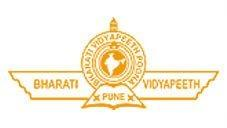 BHARATI VIDYAPEETH POONA
BHARATI VIDYAPEETH
PUNE